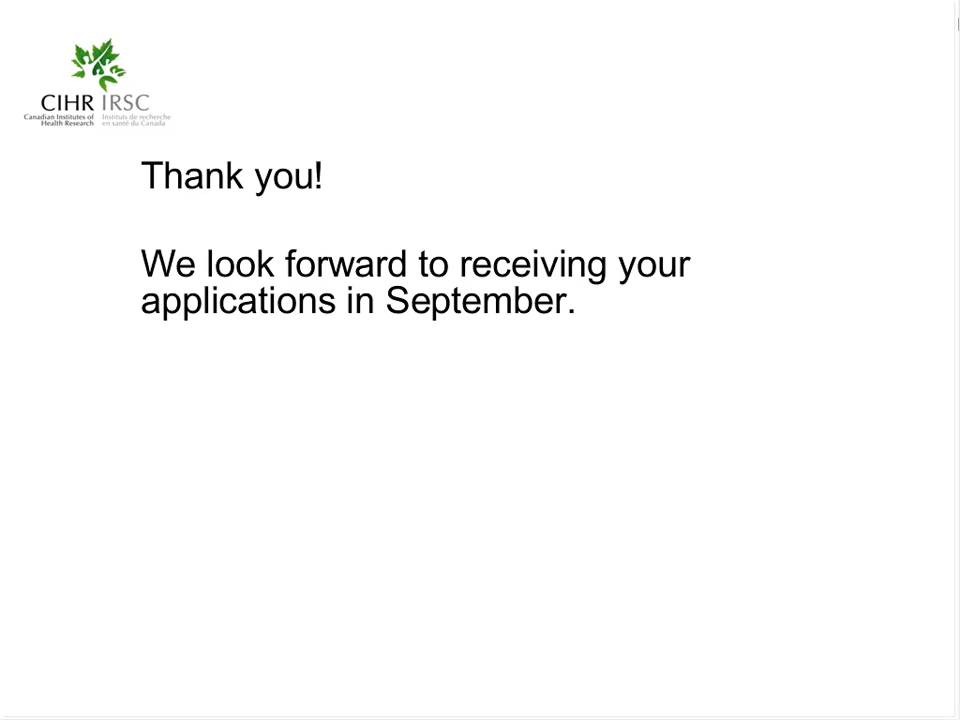 CIHR IRSC
Canadian Institutes of Instituts de recherche
Health Research en santé du Canada
Thank you!
We look forward to receiving your
applications in September.